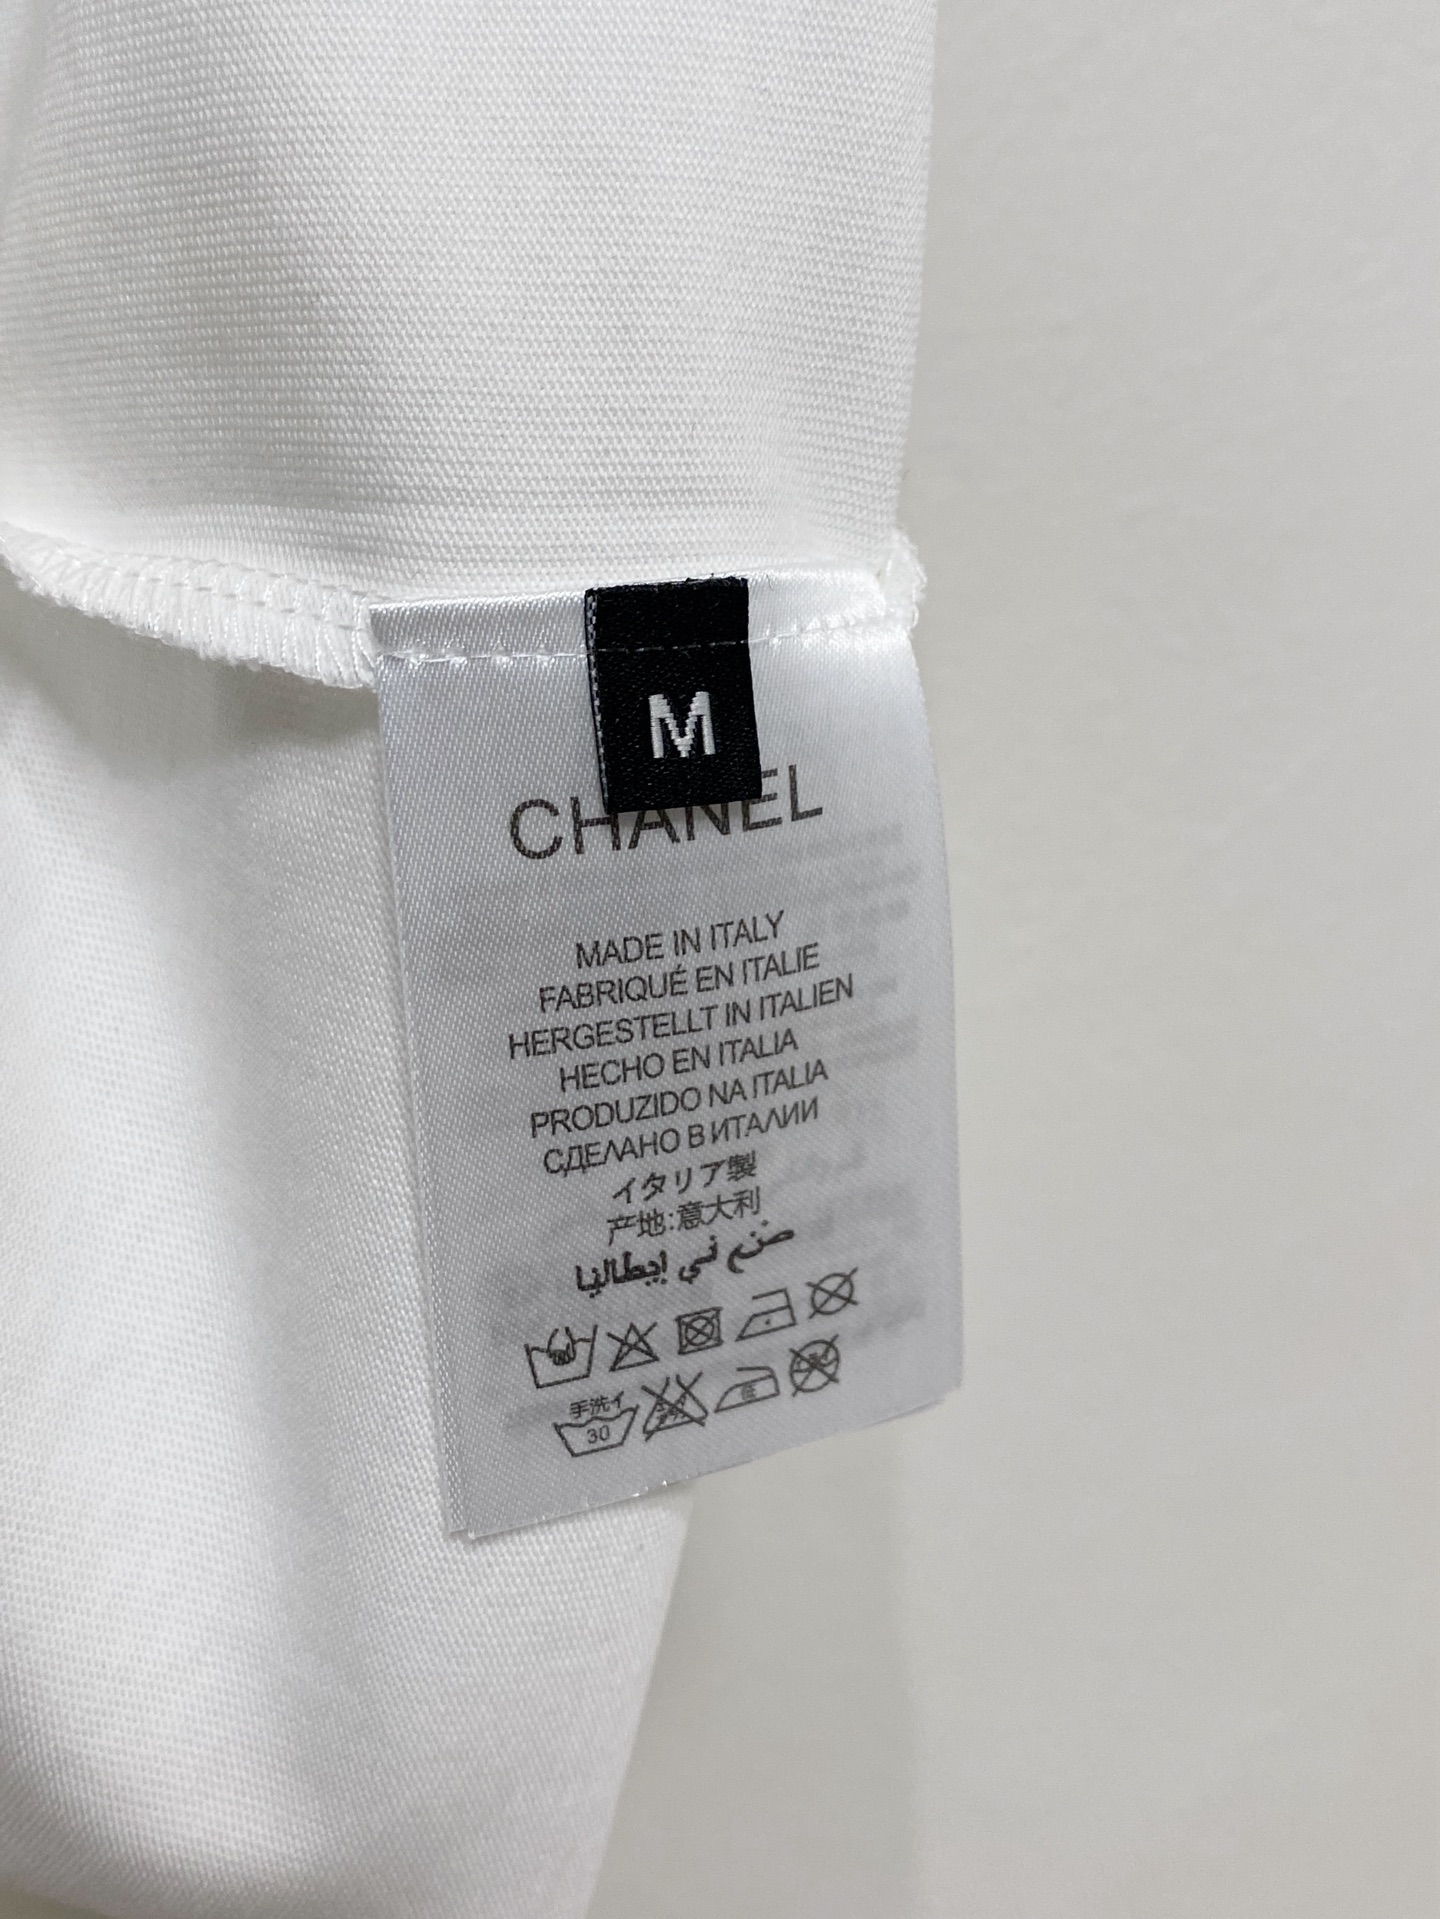 M
CHANEL
MADE IN ITALY
FABRIQUÉ EN ITALIE
HERGESTELLT IN ITALIEN
HECHO EN ITALIA
PRODUZIDO NA ITALIA
СДЕЛАНО В ИТАЛИИ
イタリア製
产地:意大利
صنع في إيطاليا
手洗イ
30